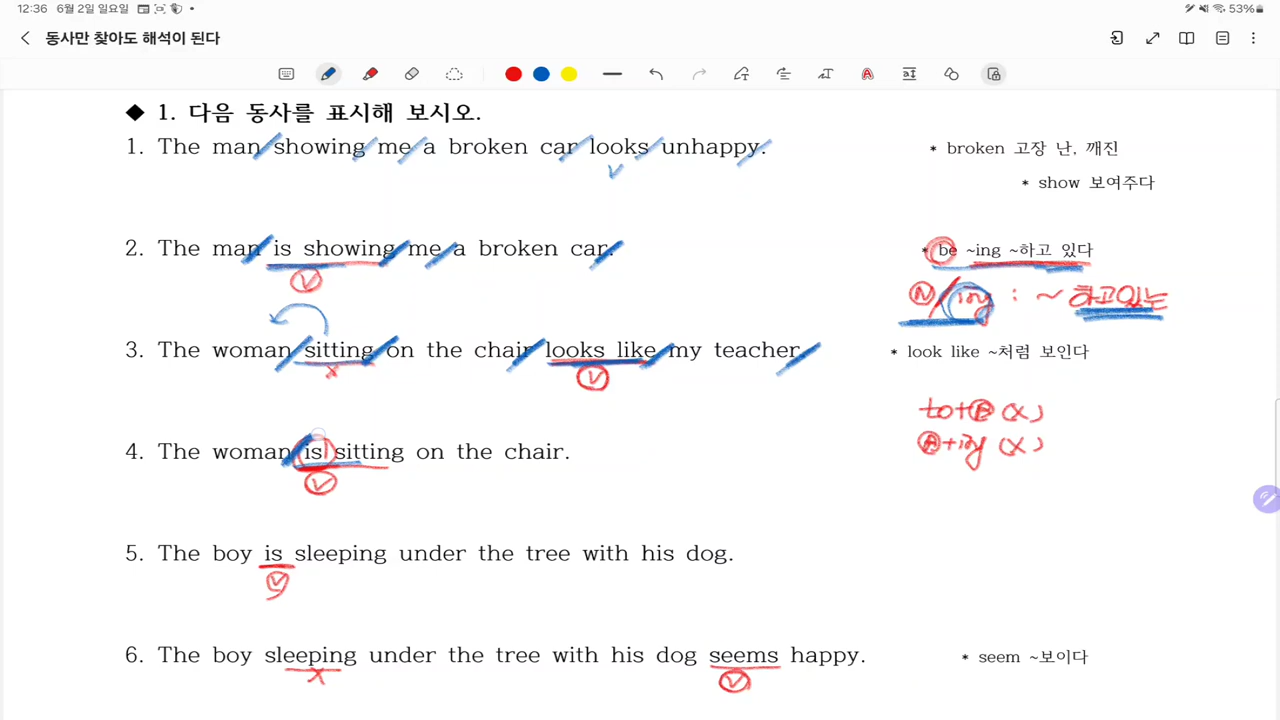 12:36 6월 2일 일요일 53%
동사만 찾아도 해석이 된다
◆ 1. 다음 동사를 표시해 보시오.
1. The man showing me a broken car looks unhappy. * broken 고장 난, 깨진
v * show 보여주다
2. The man is showing me a broken car. * be ~ing ~하고 있다
V N/ing : ~ 하고있는
3. The woman sitting on the chair looks like my teacher. * look like ~처럼 보인다
x V
to+ (x)
4. The woman is sitting on the chair. +ing (x)
V
5. The boy is sleeping under the tree with his dog.
V
6. The boy sleeping under the tree with his dog seems happy. * seem ~보이다
x V